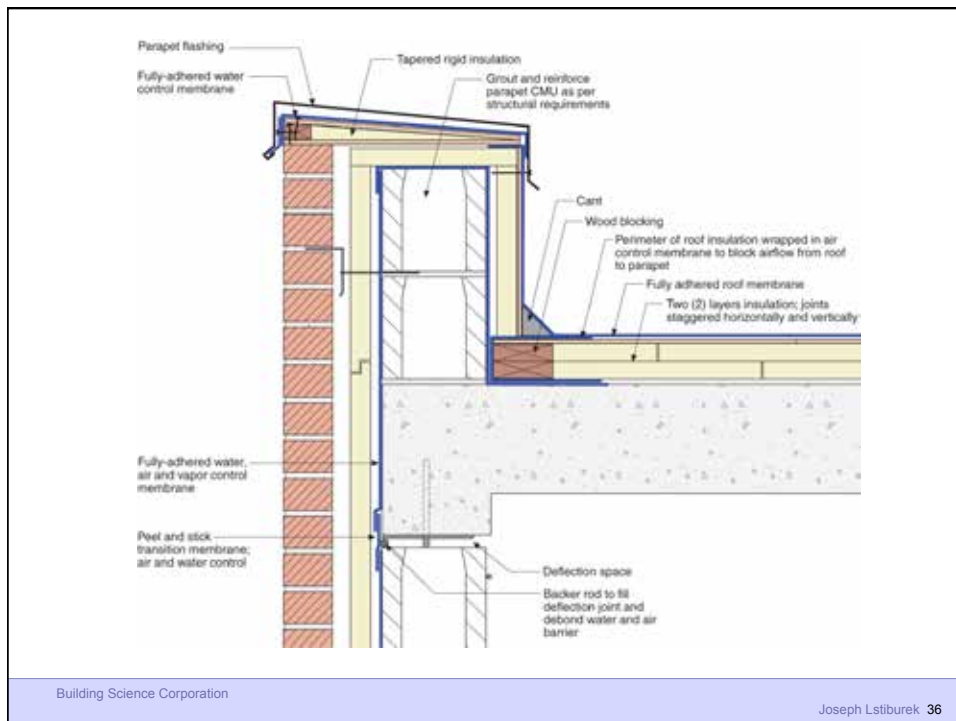 Parapet flashing
Tapered rigid insulation
Fully-adhered water
control membrane
Grout and reinforce
parapet CMU as per
structural requirements
Cant
Wood blocking
Perimeter of roof insulation wrapped in air
control membrane to block airflow from roof
to parapet
Fully adhered roof membrane
Two (2) layers insulation; joints
staggered horizontally and vertically
Fully-adhered water,
air and vapor control
membrane
Peel and stick
transition membrane;
air and water control
Deflection space
Backer rod to fill
deflection joint and
debond water and air
barrier
Building Science Corporation
Joseph Lstiburek 36